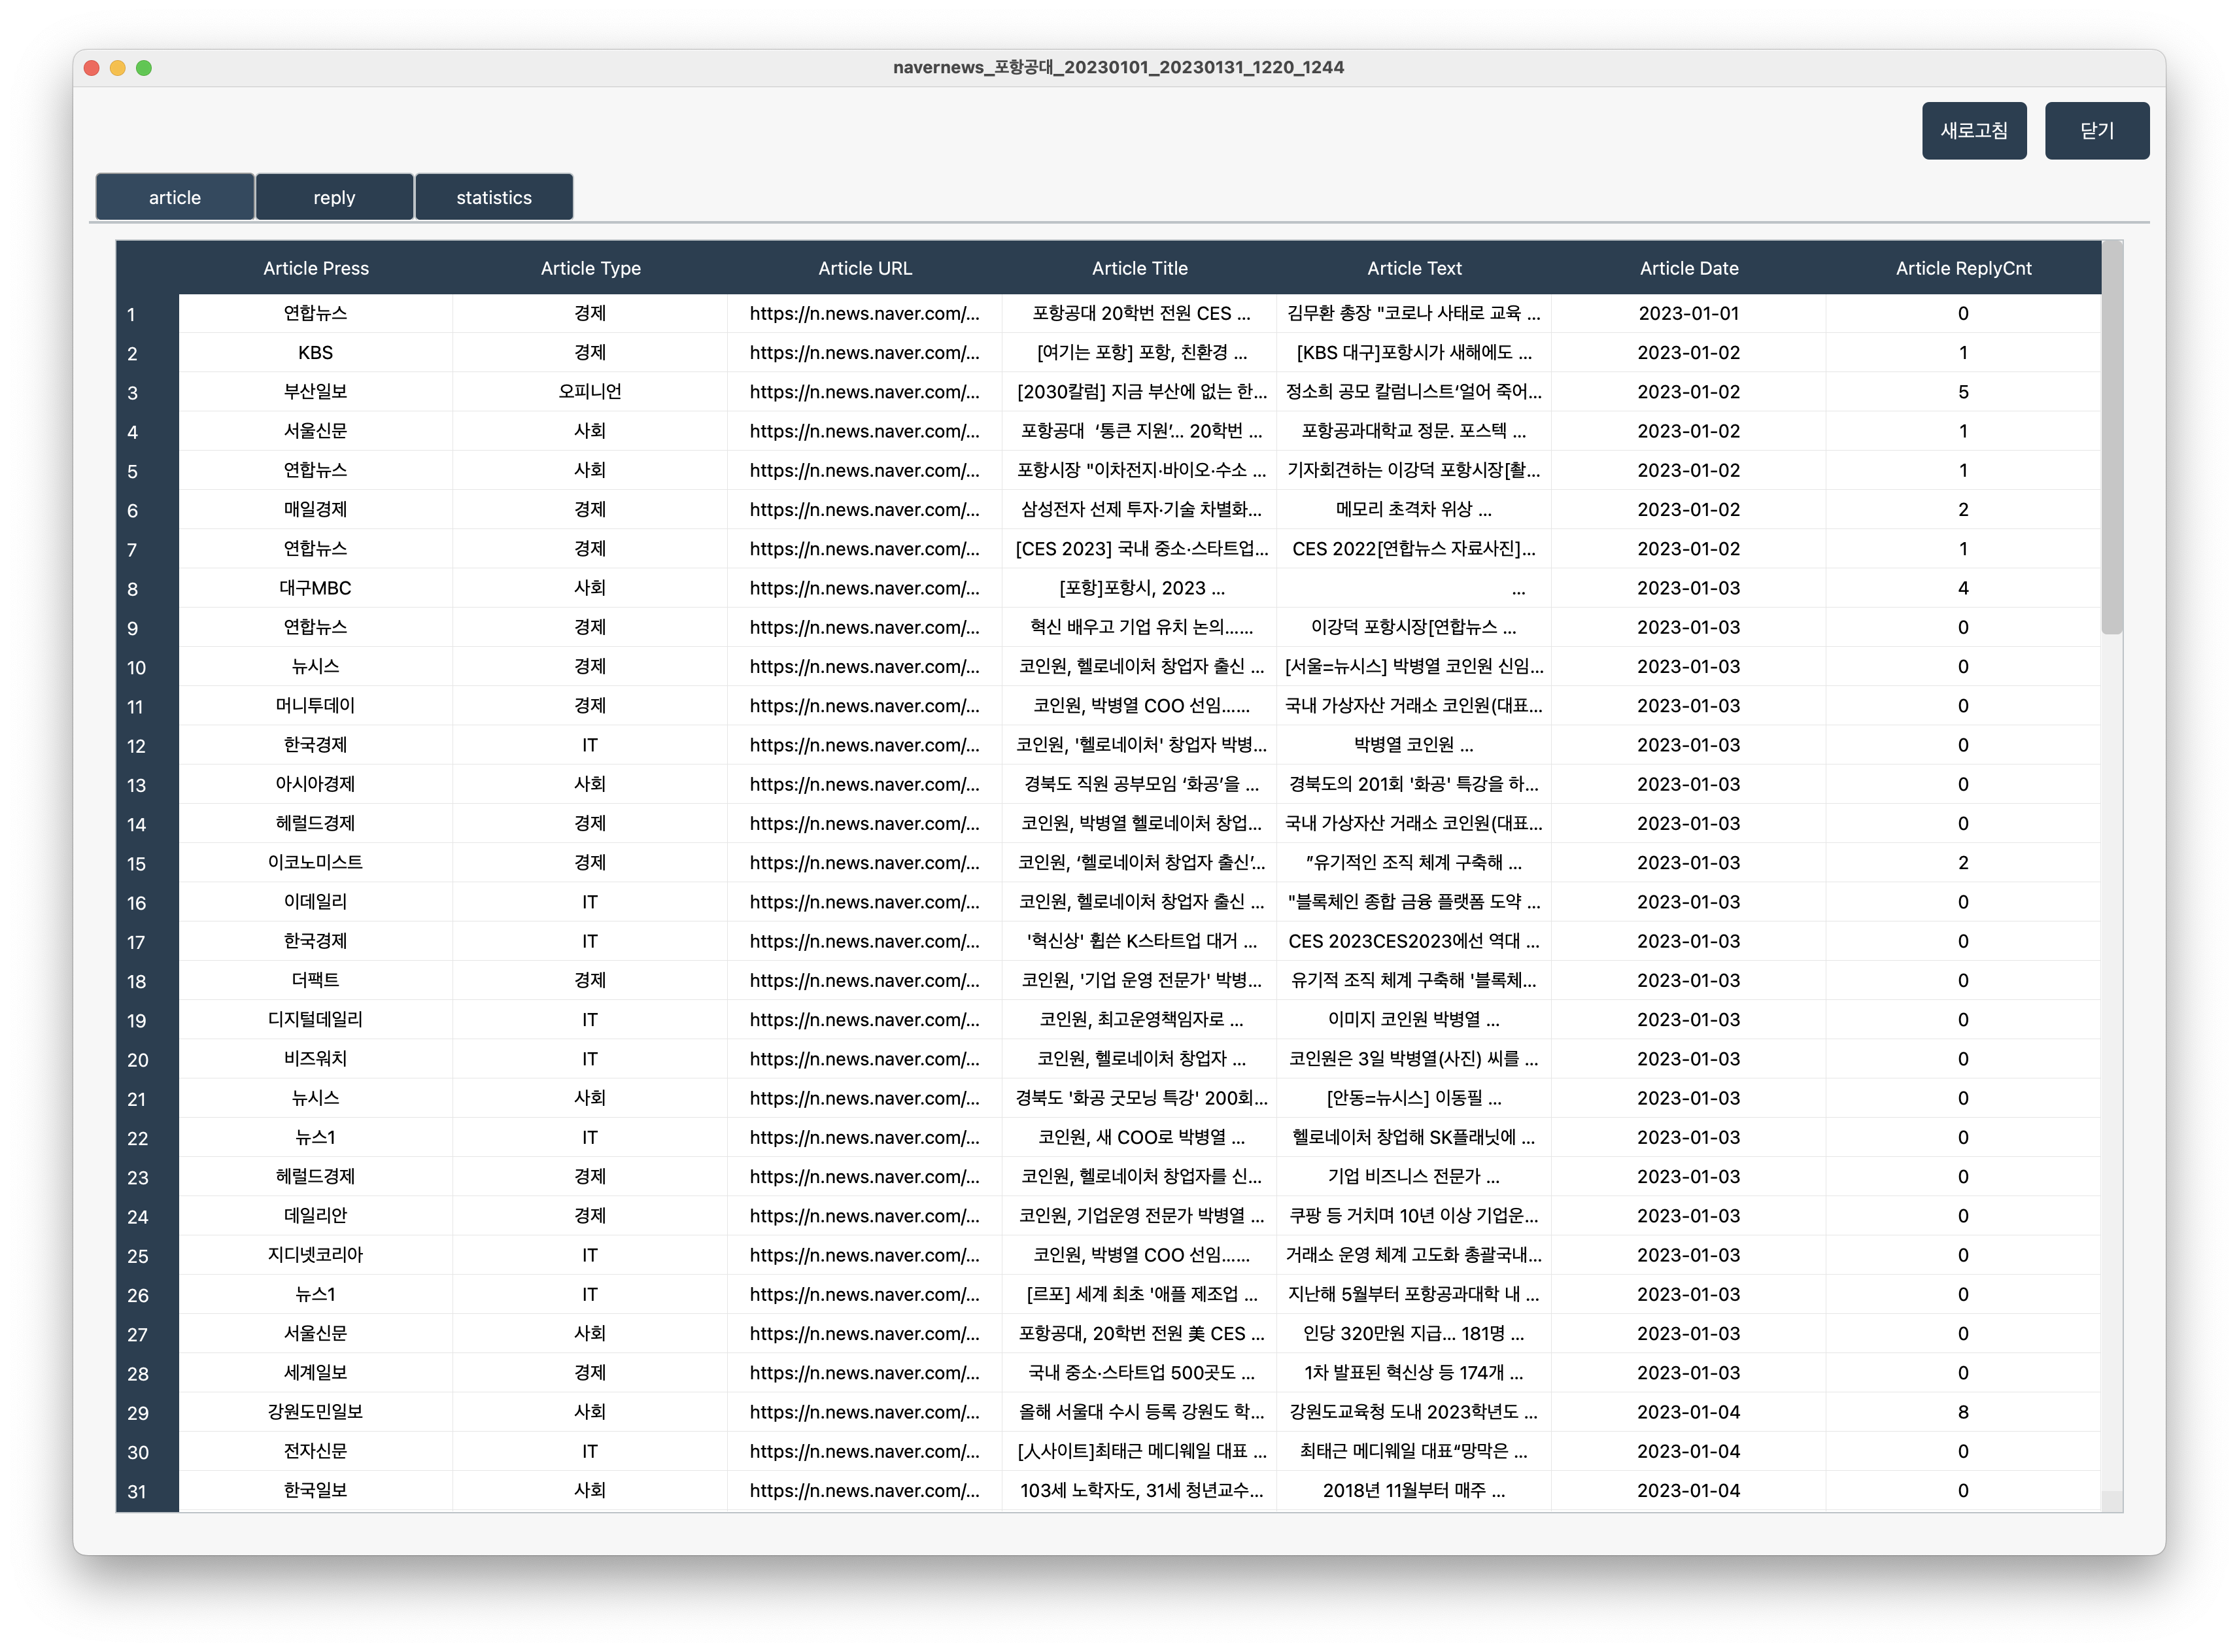 navernews_포항공대_20230101_20230131_1220_1244
새로고침 닫기
article reply statistics
Article Press Article Type Article URL Article Title Article Text Article Date Article ReplyCnt
1 연합뉴스 경제 https://n.news.naver.com/... 포항공대 20학번 전원 CES ... 김무환 총장 "코로나 사태로 교육 ... 2023-01-01 0
2 KBS 경제 https://n.news.naver.com/... [여기는 포항] 포항, 친환경 ... [KBS 대구]포항시가 새해에도 ... 2023-01-02 1
3 부산일보 오피니언 https://n.news.naver.com/... [2030칼럼] 지금 부산에 없는 한... 정소희 공모 칼럼니스트‘얼어 죽어... 2023-01-02 5
4 서울신문 사회 https://n.news.naver.com/... 포항공대 ‘통큰 지원’... 20학번 ... 포항공과대학교 정문. 포스텍 ... 2023-01-02 1
5 연합뉴스 사회 https://n.news.naver.com/... 포항시장 "이차전지·바이오·수소 ... 기자회견하는 이강덕 포항시장[촬... 2023-01-02 1
6 매일경제 경제 https://n.news.naver.com/... 삼성전자 선제 투자·기술 차별화... 메모리 초격차 위상 ... 2023-01-02 2
7 연합뉴스 경제 https://n.news.naver.com/... [CES 2023] 국내 중소·스타트업... CES 2022[연합뉴스 자료사진]... 2023-01-02 1
8 대구MBC 사회 https://n.news.naver.com/... [포항]포항시, 2023 ... ... 2023-01-03 4
9 연합뉴스 경제 https://n.news.naver.com/... 혁신 배우고 기업 유치 논의…... 이강덕 포항시장[연합뉴스 ... 2023-01-03 0
10 뉴시스 경제 https://n.news.naver.com/... 코인원, 헬로네이처 창업자 출신 ... [서울=뉴시스] 박병열 코인원 신임... 2023-01-03 0
11 머니투데이 경제 https://n.news.naver.com/... 코인원, 박병열 COO 선임…... 국내 가상자산 거래소 코인원(대표... 2023-01-03 0
12 한국경제 IT https://n.news.naver.com/... 코인원, '헬로네이처' 창업자 박병... 박병열 코인원 ... 2023-01-03 0
13 아시아경제 사회 https://n.news.naver.com/... 경북도 직원 공부모임 ‘화공’을 ... 경북도의 201회 '화공' 특강을 하... 2023-01-03 0
14 헤럴드경제 경제 https://n.news.naver.com/... 코인원, 박병열 헬로네이처 창업... 국내 가상자산 거래소 코인원(대표... 2023-01-03 0
15 이코노미스트 경제 https://n.news.naver.com/... 코인원, ‘헬로네이처 창업자 출신’... ”유기적인 조직 체계 구축해 ... 2023-01-03 2
16 이데일리 IT https://n.news.naver.com/... 코인원, 헬로네이처 창업자 출신 ... "블록체인 종합 금융 플랫폼 도약 ... 2023-01-03 0
17 한국경제 IT https://n.news.naver.com/... '혁신상' 휩쓴 K스타트업 대거 ... CES 2023CES2023에선 역대 ... 2023-01-03 0
18 더팩트 경제 https://n.news.naver.com/... 코인원, '기업 운영 전문가' 박병... 유기적 조직 체계 구축해 '블록체... 2023-01-03 0
19 디지털데일리 IT https://n.news.naver.com/... 코인원, 최고운영책임자로 ... 이미지 코인원 박병열 ... 2023-01-03 0
20 비즈워치 IT https://n.news.naver.com/... 코인원, 헬로네이처 창업자 ... 코인원은 3일 박병열(사진) 씨를 ... 2023-01-03 0
21 뉴시스 사회 https://n.news.naver.com/... 경북도 '화공 굿모닝 특강' 200회... [안동=뉴시스] 이동필 ... 2023-01-03 0
22 뉴스1 IT https://n.news.naver.com/... 코인원, 새 COO로 박병열 ... 헬로네이처 창업해 SK플래닛에 ... 2023-01-03 0
23 헤럴드경제 경제 https://n.news.naver.com/... 코인원, 헬로네이처 창업자를 신... 기업 비즈니스 전문가 ... 2023-01-03 0
24 데일리안 경제 https://n.news.naver.com/... 코인원, 기업운영 전문가 박병열 ... 쿠팡 등 거치며 10년 이상 기업운... 2023-01-03 0
25 지디넷코리아 IT https://n.news.naver.com/... 코인원, 박병열 COO 선임…... 거래소 운영 체계 고도화 총괄국내... 2023-01-03 0
26 뉴스1 IT https://n.news.naver.com/... [르포] 세계 최초 '애플 제조업 ... 지난해 5월부터 포항공과대학 내 ... 2023-01-03 0
27 서울신문 사회 https://n.news.naver.com/... 포항공대, 20학번 전원 美 CES ... 인당 320만원 지급… 181명 ... 2023-01-03 0
28 세계일보 경제 https://n.news.naver.com/... 국내 중소·스타트업 500곳도 ... 1차 발표된 혁신상 등 174개 ... 2023-01-03 0
29 강원도민일보 사회 https://n.news.naver.com/... 올해 서울대 수시 등록 강원도 학... 강원도교육청 도내 2023학년도 ... 2023-01-04 8
30 전자신문 IT https://n.news.naver.com/... [人사이트]최태근 메디웨일 대표 ... 최태근 메디웨일 대표“망막은 ... 2023-01-04 0
31 한국일보 사회 https://n.news.naver.com/... 103세 노학자도, 31세 청년교수... 2018년 11월부터 매주 ... 2023-01-04 0